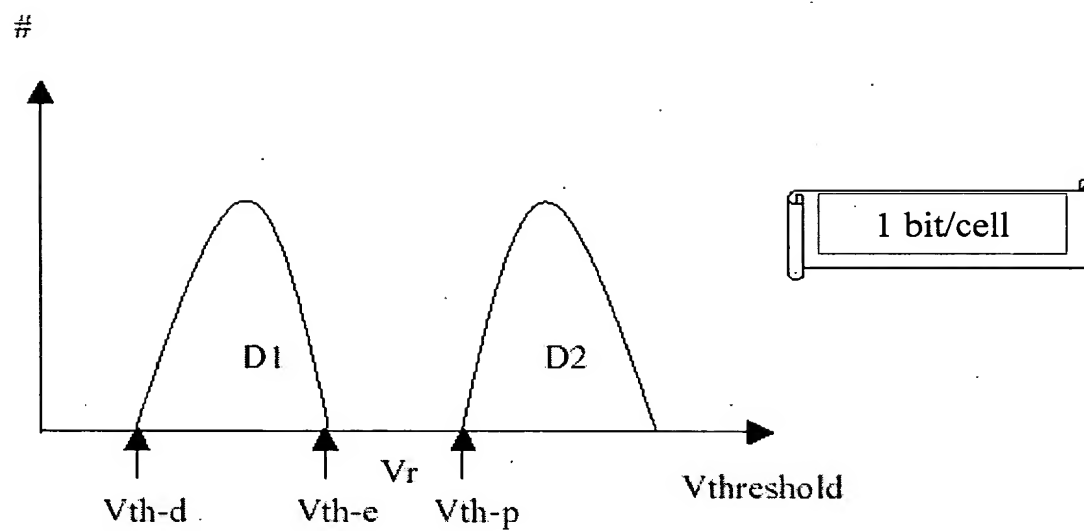 #
1 bit/cell
D1
D2
Vr
Vthreshold
Vth-d
Vth-e
Vth-p